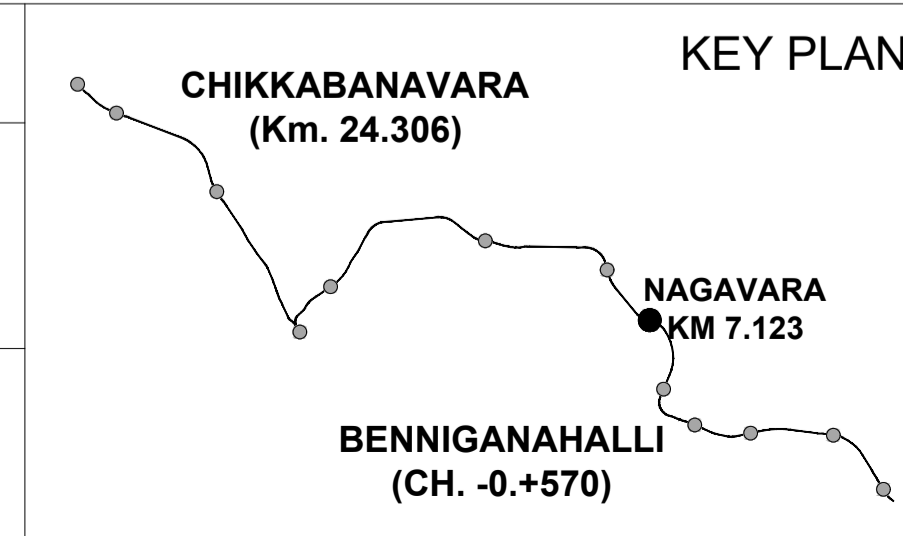 KEY PLAN
CHIKKABANAVARA
(Km. 24.306)
NAGAVARA
KM 7.123
BENNIGANAHALLI
(CH. -0.+570)